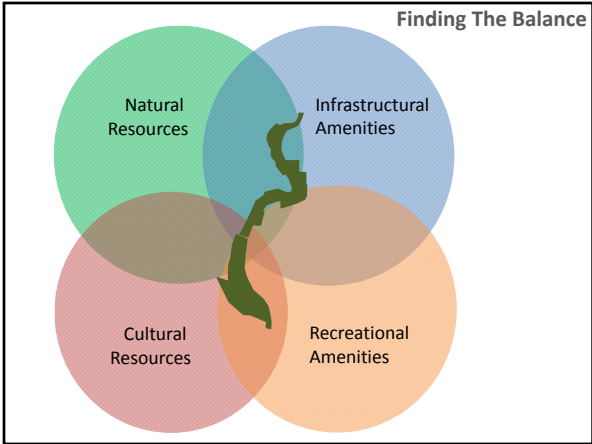 Finding The Balance
Natural
Resources
Infrastructural
Amenities
Cultural
Resources
Recreational
Amenities